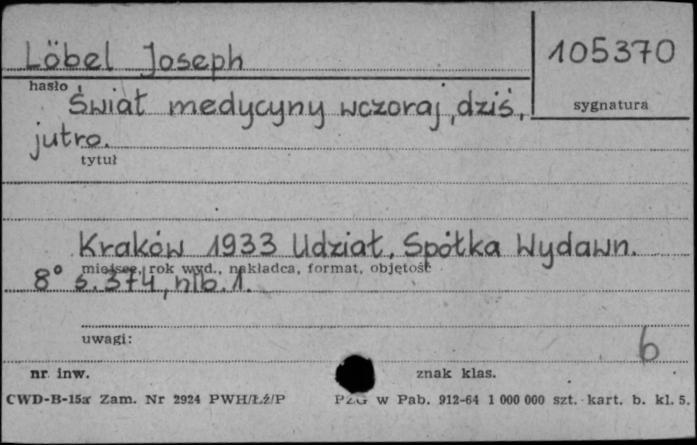 Löbel Joseph
105370
hasło
Świat medycyny wczoraj, dziś,
sygnatura
jutro.
tytuł
Kraków 1933 Udział. Spółka Wydawn.
miejsce, rok wyd., nakładca, format, objętość
8° s. 374, nlb. 1.
uwagi:
6
nr inw.
znak klas.
CWD-B-15a Zam. Nr 2924 PWH/Łź/P
PZG w Pab. 912-64 1 000 000 szt. kart. b. kl. 5.